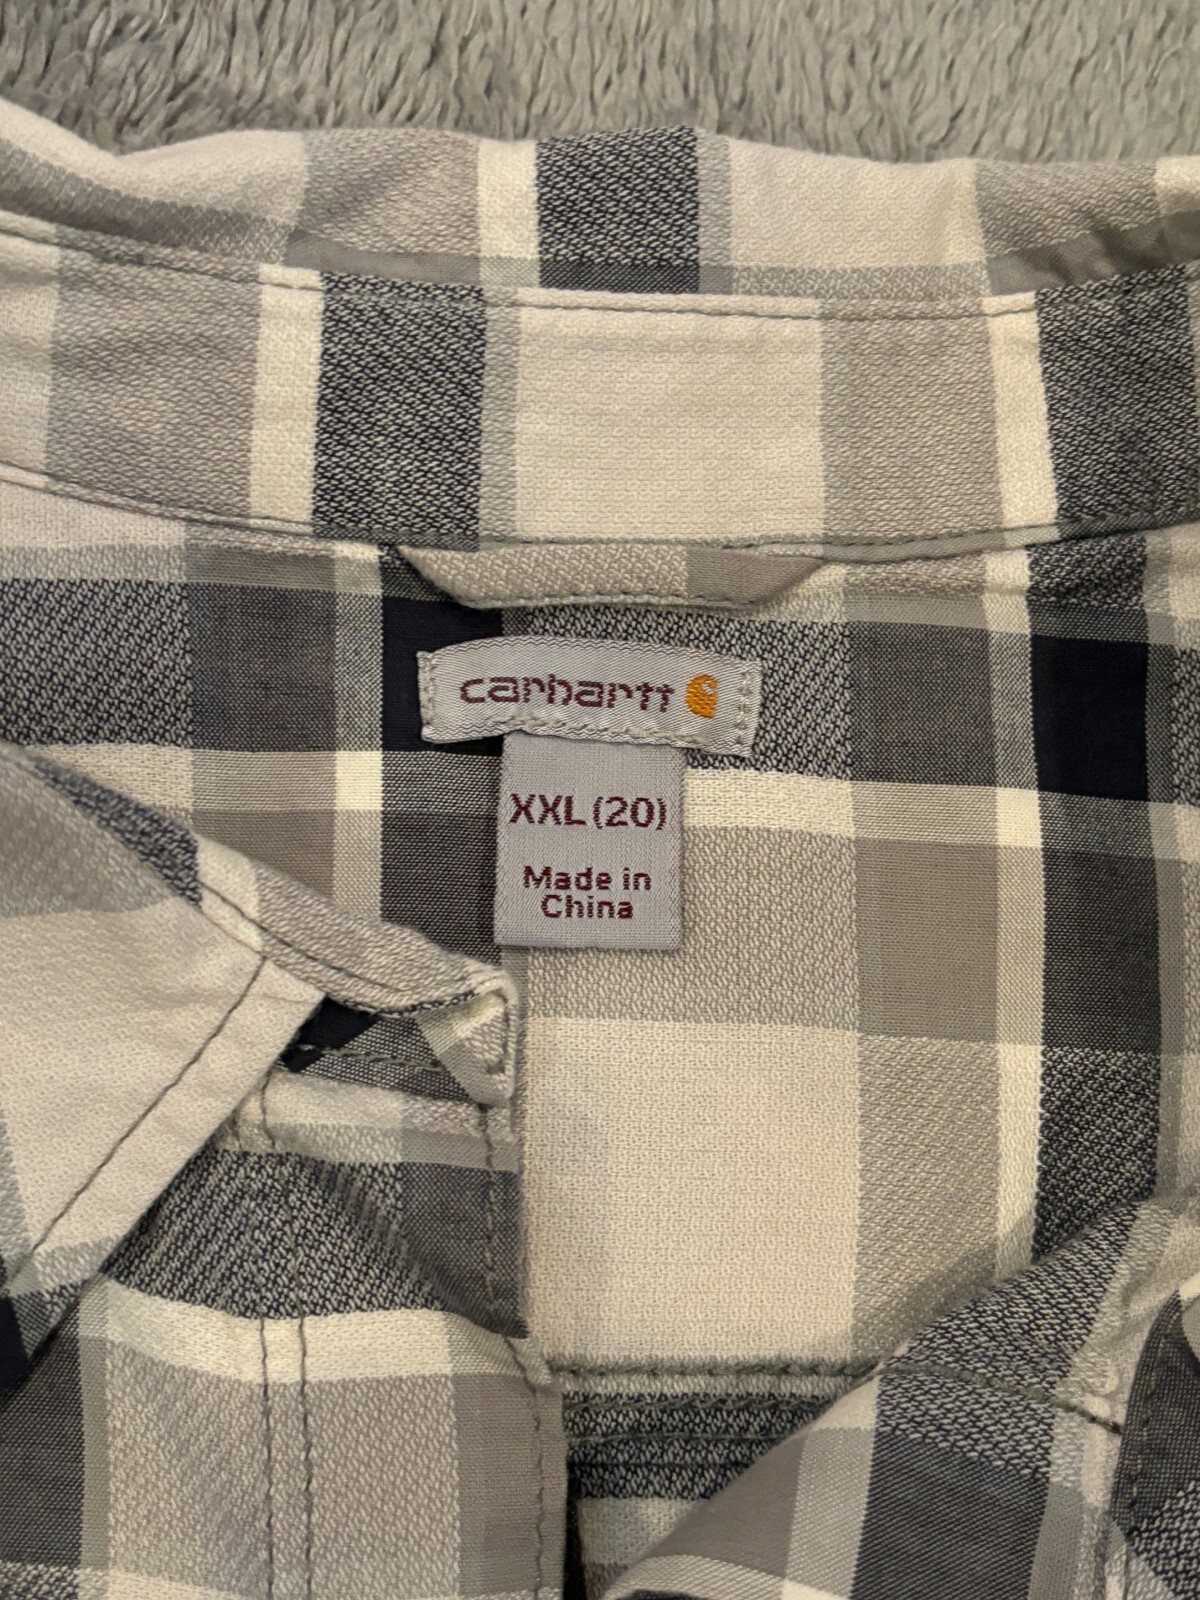 carhartt
XXL (20)
Made in
China